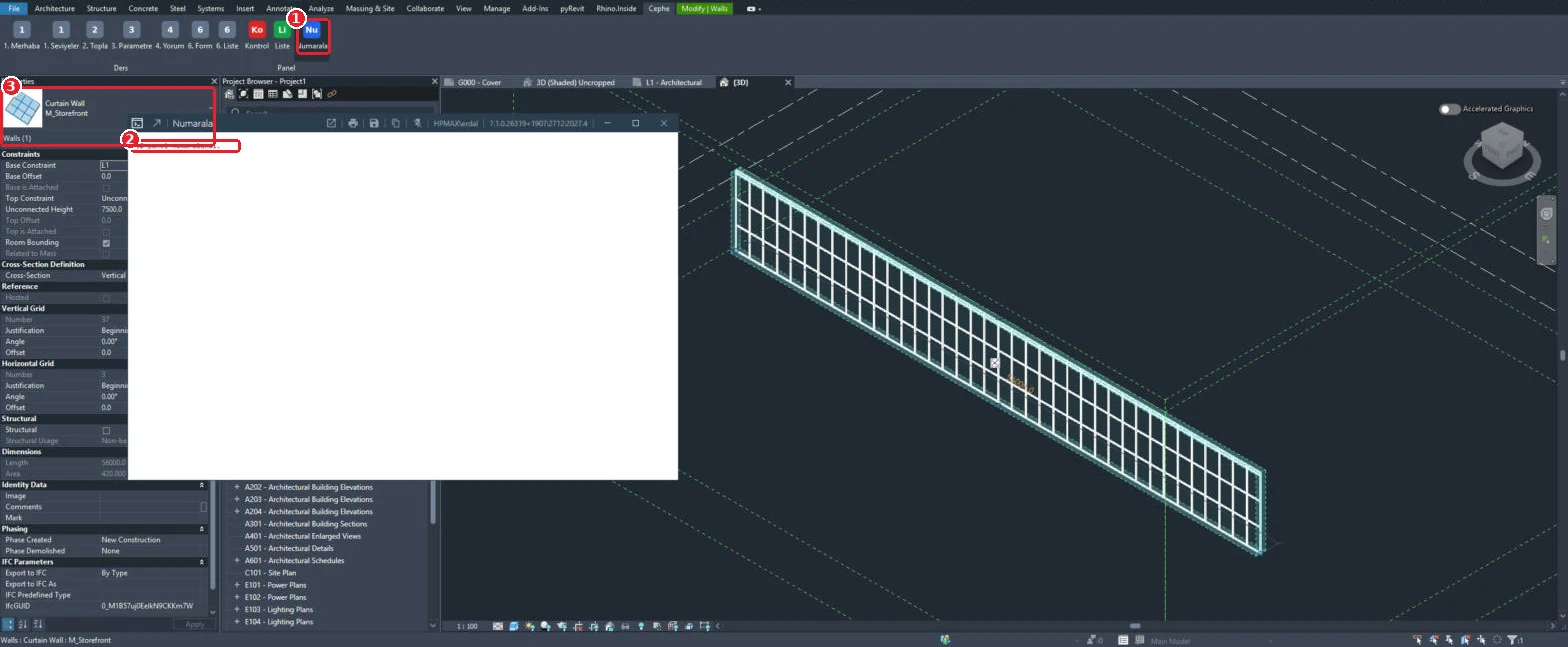 File Architecture Structure Concrete Steel Systems Insert Annotate Analyze Massing & Site Collaborate View Manage Add-Ins pyRevit Rhino.Inside Cephe Modify | Walls
1 1 2 3 4 6 6 Ko Li Nu
1
1. Merhaba 1. Seviyeler 2. Topla 3. Parametre 4. Yorum 6. Form 6. Liste Kontrol Liste Numarala
Ders Panel
3
Project Browser - Project1
G000 - Cover 3D (Shaded) Uncropped L1 - Architectural (3D)
Curtain Wall
M_Storefront
Accelerated Graphics
Numarala HPMAX\erdal 7.1.0.26319+1907:2712:2027.4
2
Walls (1)
Constraints
Base Constraint L1
Base Offset 0.0
Base is Attached
Top Constraint Unconn
Unconnected Height 7500.0
Top Offset 0.0
Top is Attached
Room Bounding
Related to Mass
Cross-Section Definition
Cross-Section Vertical
Reference
Hosted
Vertical Grid
Number 37
Justification Beginni
Angle 0.00°
Offset 0.0
Horizontal Grid
Number 3
Justification Beginni
Angle 0.00°
Offset 0.0
Structural
Structural
Structural Usage Non-be
Dimensions
Length 56000.0
Area 420.000
Identity Data
Image
Comments
Mark
Phasing
Phase Created New Construction
Phase Demolished None
IFC Parameters
Export to IFC By Type
Export to IFC As
IFC Predefined Type
Apply
A202 - Architectural Building Elevations
A203 - Architectural Building Elevations
A204 - Architectural Building Elevations
A301 - Architectural Building Sections
A401 - Architectural Enlarged Views
A501 - Architectural Details
A601 - Architectural Schedules
C101 - Site Plan
E101 - Power Plans
E102 - Power Plans
E103 - Lighting Plans
E104 - Lighting Plans
1 : 100
Walls : Curtain Wall : M_Storefront
Main Model